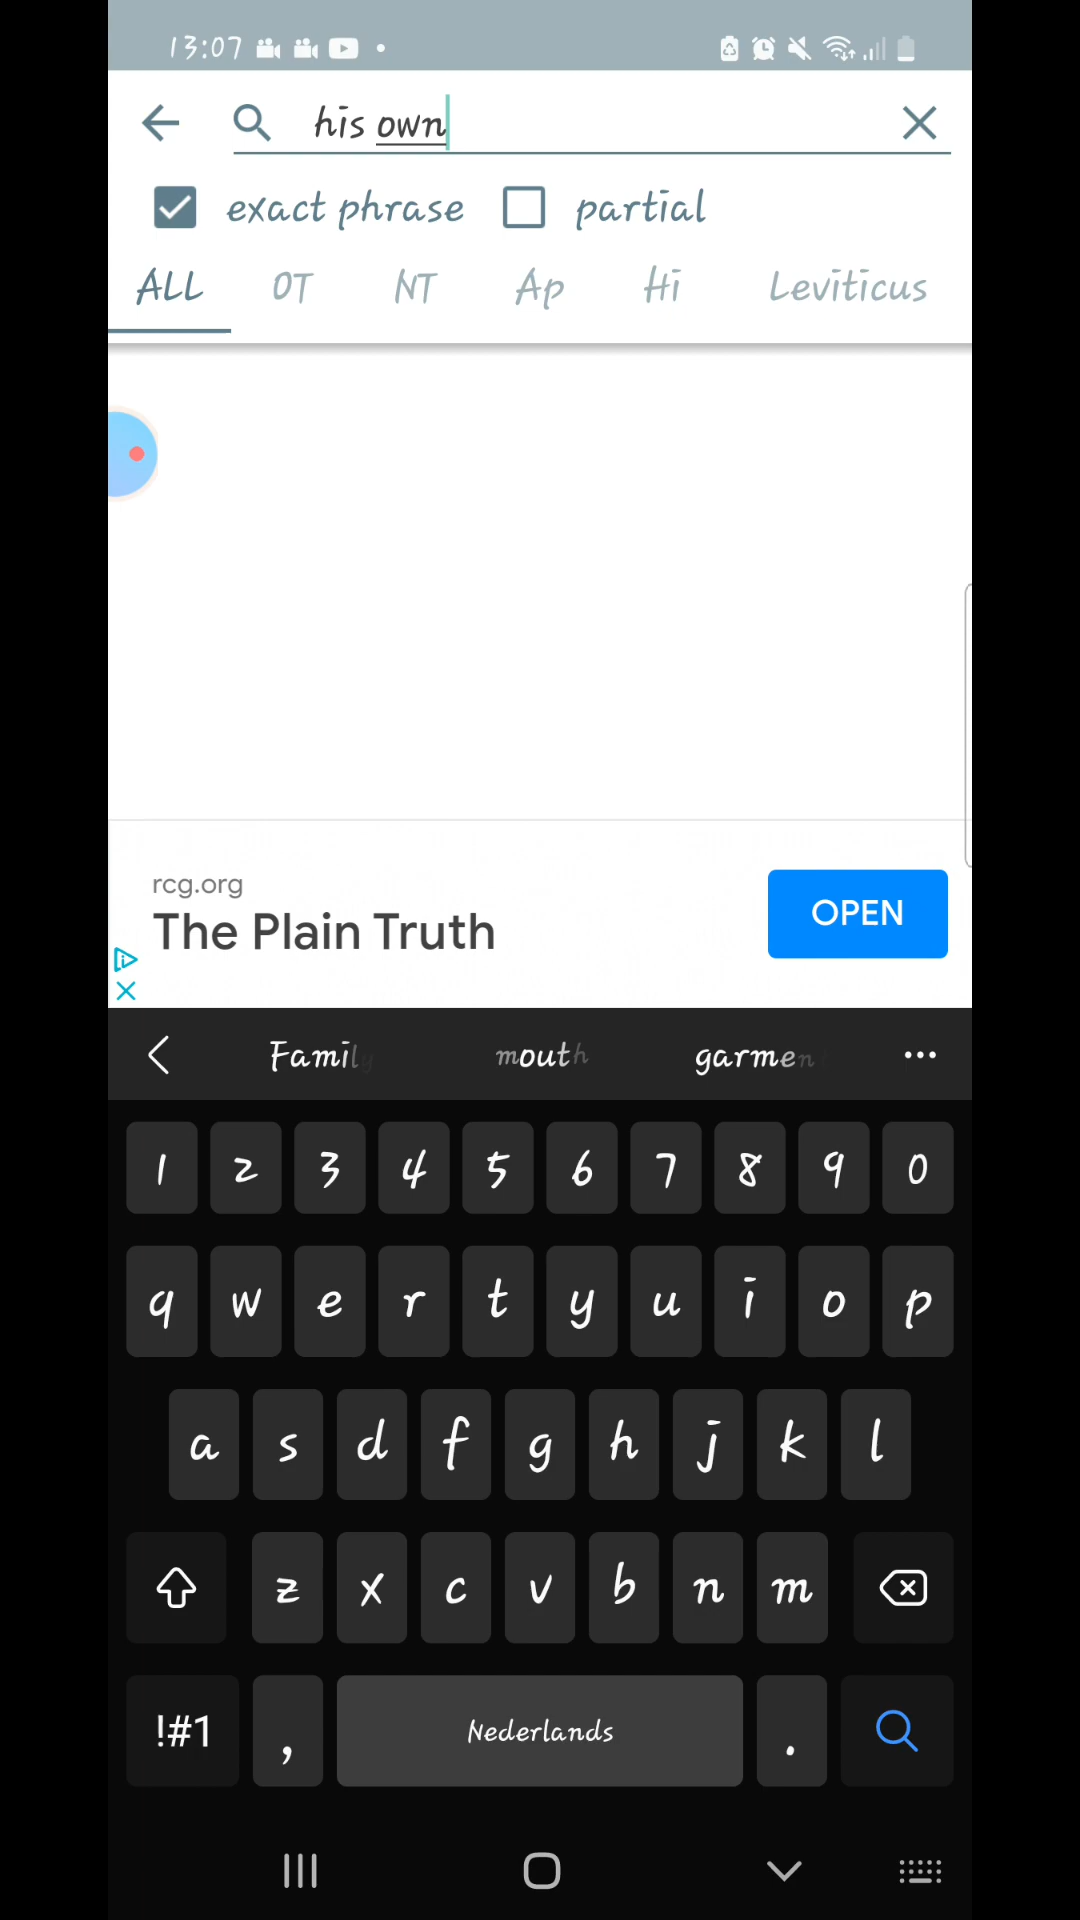 13:07
his own
exact phrase partial
ALL OT NT Ap Hi Leviticus
rcg.org
The Plain Truth
OPEN
Family mouth garmen
1 2 3 4 5 6 7 8 9 0
q w e r t y u i o p
a s d f g h j k l
z x c v b n m
!#1 , Nederlands .